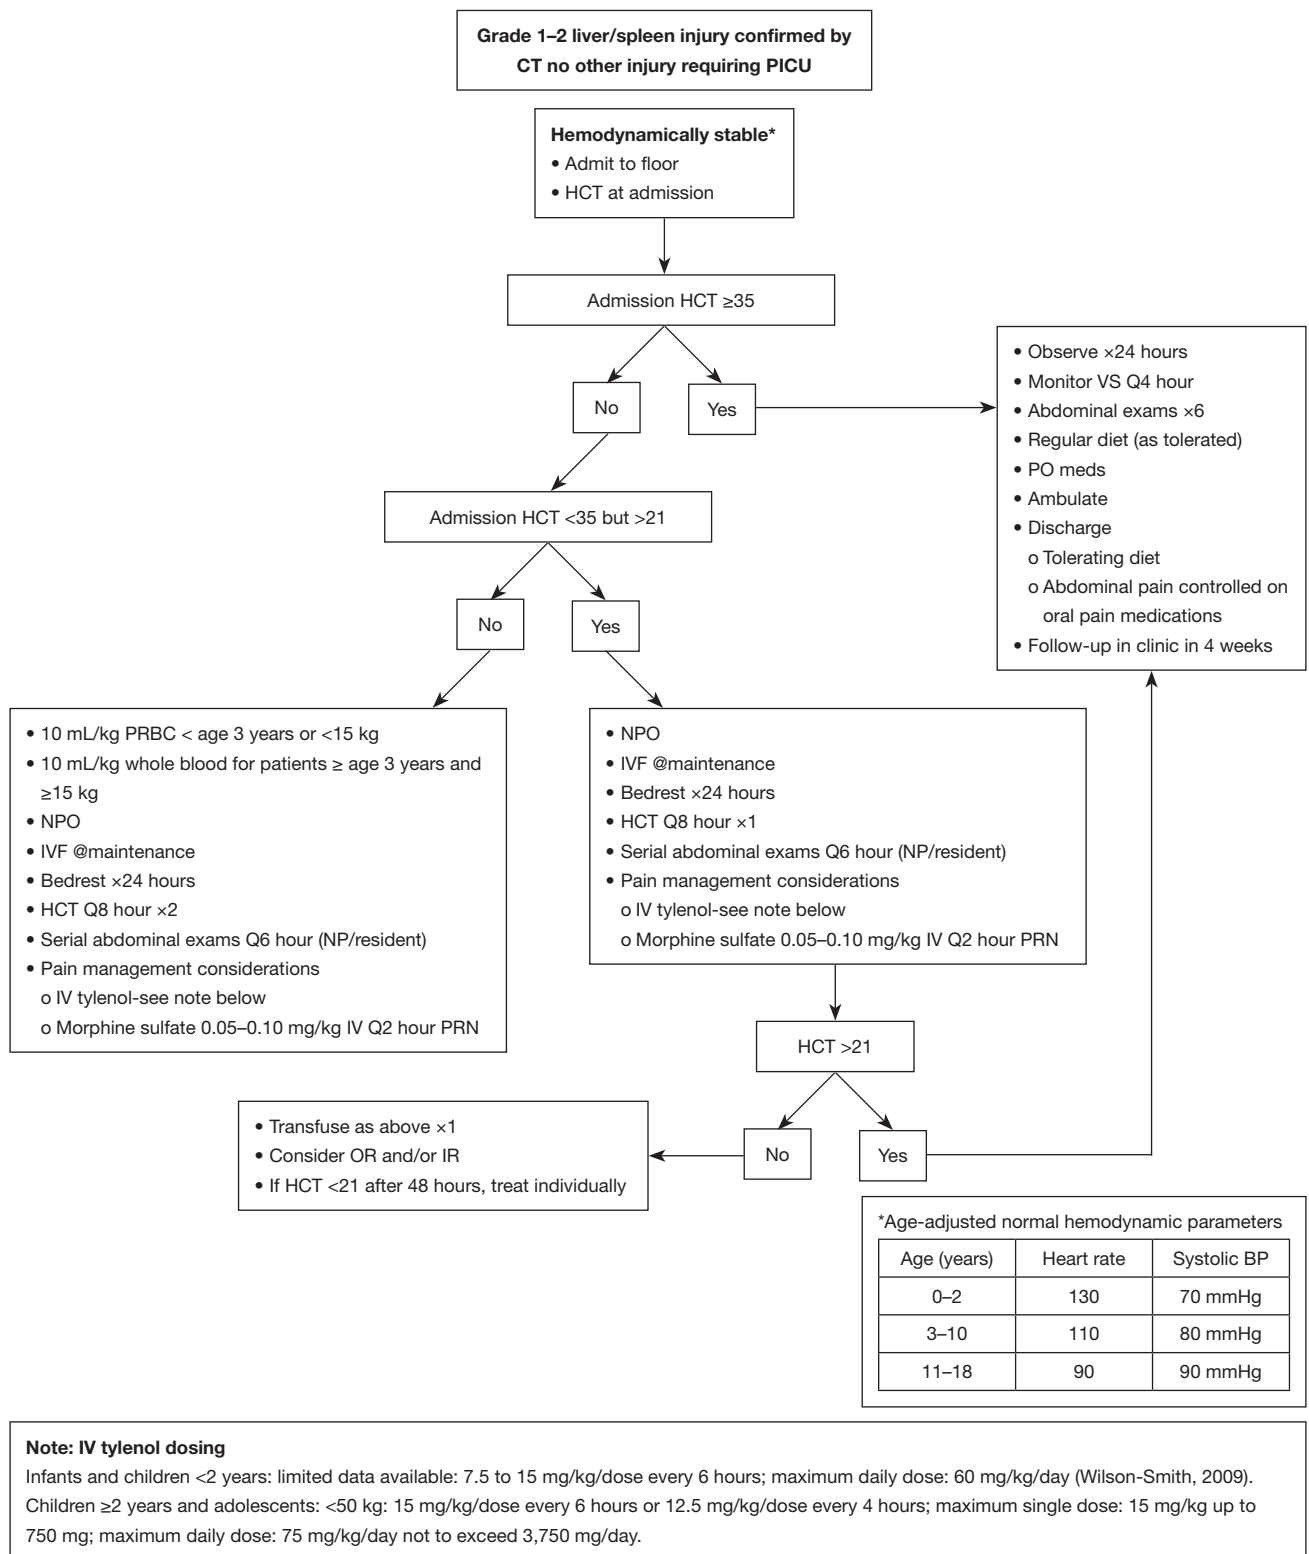 Grade 1–2 liver/spleen injury confirmed by
CT no other injury requiring PICU
Hemodynamically stable*
• Admit to floor
• HCT at admission
Admission HCT ≥35
No
Yes
• Observe ×24 hours
• Monitor VS Q4 hour
• Abdominal exams ×6
• Regular diet (as tolerated)
• PO meds
• Ambulate
• Discharge
o Tolerating diet
o Abdominal pain controlled on
oral pain medications
• Follow-up in clinic in 4 weeks
Admission HCT <35 but >21
No
Yes
• 10 mL/kg PRBC < age 3 years or <15 kg
• 10 mL/kg whole blood for patients ≥ age 3 years and
≥15 kg
• NPO
• IVF @maintenance
• Bedrest ×24 hours
• HCT Q8 hour ×2
• Serial abdominal exams Q6 hour (NP/resident)
• Pain management considerations
o IV tylenol-see note below
o Morphine sulfate 0.05–0.10 mg/kg IV Q2 hour PRN
• NPO
• IVF @maintenance
• Bedrest ×24 hours
• HCT Q8 hour ×1
• Serial abdominal exams Q6 hour (NP/resident)
• Pain management considerations
o IV tylenol-see note below
o Morphine sulfate 0.05–0.10 mg/kg IV Q2 hour PRN
HCT >21
No
Yes
• Transfuse as above ×1
• Consider OR and/or IR
• If HCT <21 after 48 hours, treat individually
*Age-adjusted normal hemodynamic parameters
Age (years) Heart rate Systolic BP
0–2 130 70 mmHg
3–10 110 80 mmHg
11–18 90 90 mmHg
Note: IV tylenol dosing
Infants and children <2 years: limited data available: 7.5 to 15 mg/kg/dose every 6 hours; maximum daily dose: 60 mg/kg/day (Wilson-Smith, 2009).
Children ≥2 years and adolescents: <50 kg: 15 mg/kg/dose every 6 hours or 12.5 mg/kg/dose every 4 hours; maximum single dose: 15 mg/kg up to
750 mg; maximum daily dose: 75 mg/kg/day not to exceed 3,750 mg/day.